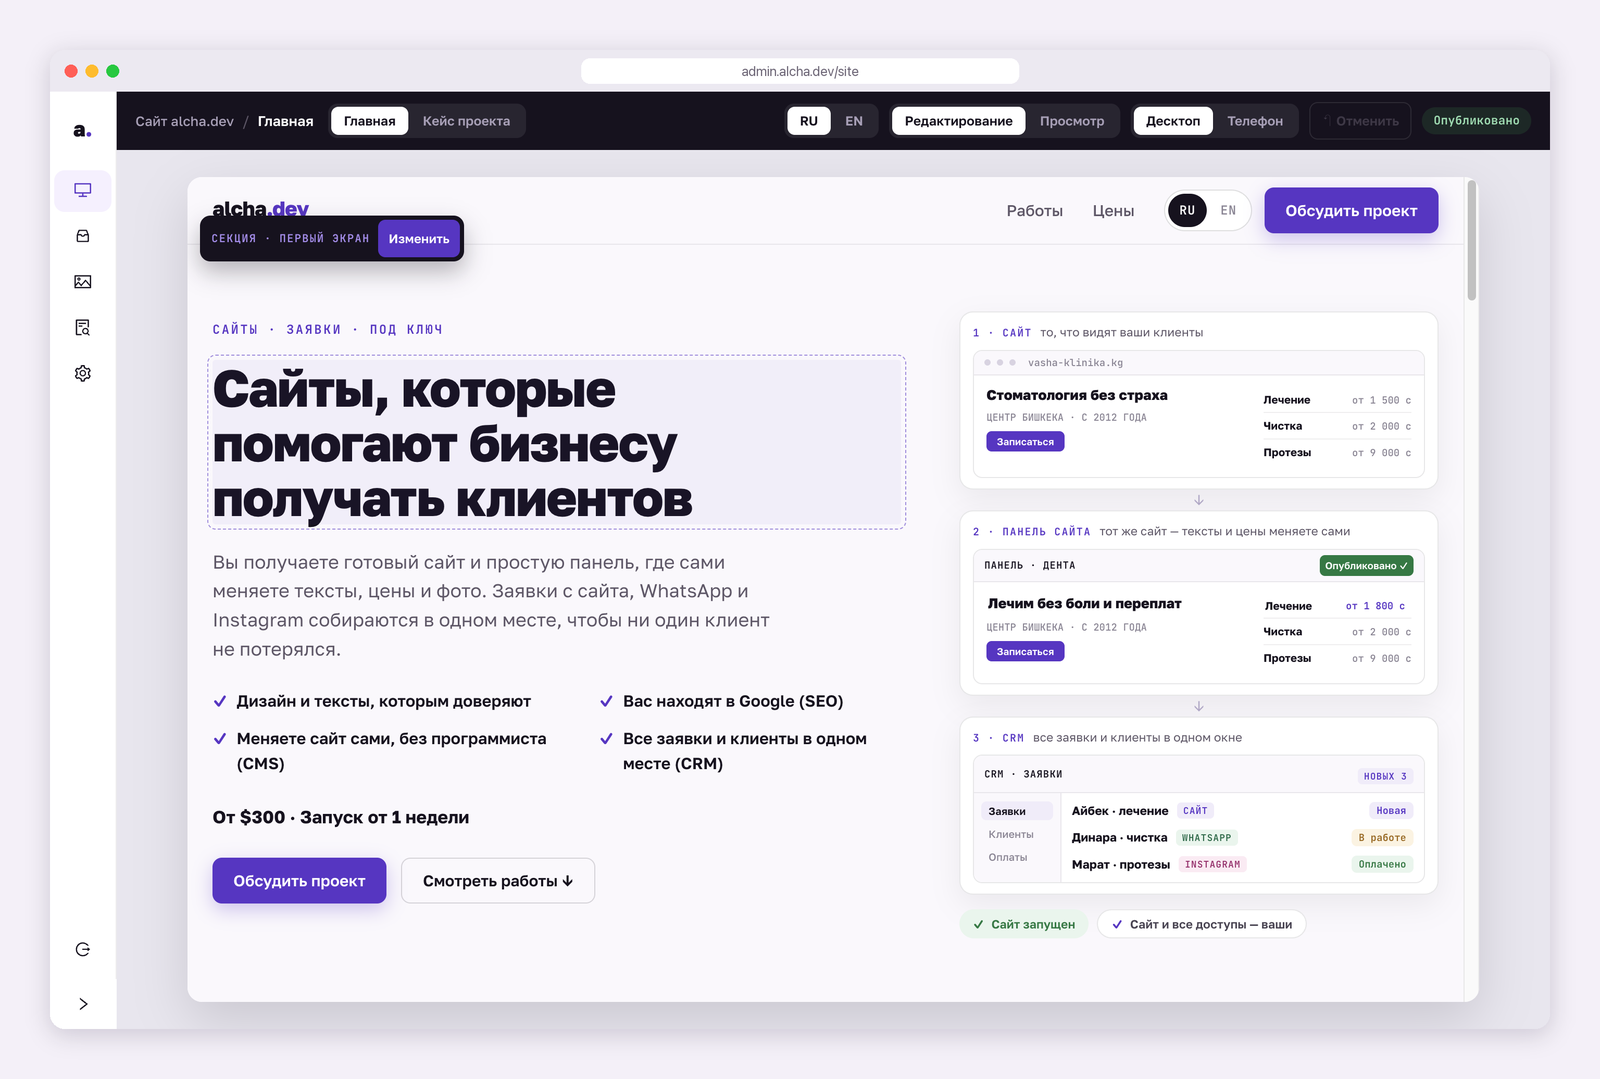 admin.alcha.dev/site
a.
Сайт alcha.dev / Главная
Главная
Кейс проекта
RU
EN
Редактирование
Просмотр
Десктоп
Телефон
Отменить
Опубликовано
alcha.dev
Работы
Цены
RU
EN
Обсудить проект
СЕКЦИЯ · ПЕРВЫЙ ЭКРАН
Изменить
САЙТЫ · ЗАЯВКИ · ПОД КЛЮЧ
Сайты, которые
помогают бизнесу
получать клиентов
Вы получаете готовый сайт и простую панель, где сами
меняете тексты, цены и фото. Заявки с сайта, WhatsApp и
Instagram собираются в одном месте, чтобы ни один клиент
не потерялся.
Дизайн и тексты, которым доверяют
Вас находят в Google (SEO)
Меняете сайт сами, без программиста
(CMS)
Все заявки и клиенты в одном
месте (CRM)
От $300 · Запуск от 1 недели
Обсудить проект
Смотреть работы ↓
1 · САЙТ то, что видят ваши клиенты
vasha-klinika.kg
Стоматология без страха
ЦЕНТР БИШКЕКА · С 2012 ГОДА
Записаться
Лечение от 1 500 с
Чистка от 2 000 с
Протезы от 9 000 с
↓
2 · ПАНЕЛЬ САЙТА тот же сайт — тексты и цены меняете сами
ПАНЕЛЬ · ДЕНТА
Опубликовано ✓
Лечим без боли и переплат
ЦЕНТР БИШКЕКА · С 2012 ГОДА
Записаться
Лечение от 1 800 с
Чистка от 2 000 с
Протезы от 9 000 с
↓
3 · CRM все заявки и клиенты в одном окне
CRM · ЗАЯВКИ
НОВЫХ 3
Заявки
Клиенты
Оплаты
Айбек · лечение САЙТ Новая
Динара · чистка WHATSAPP В работе
Марат · протезы INSTAGRAM Оплачено
Сайт запущен
Сайт и все доступы — ваши